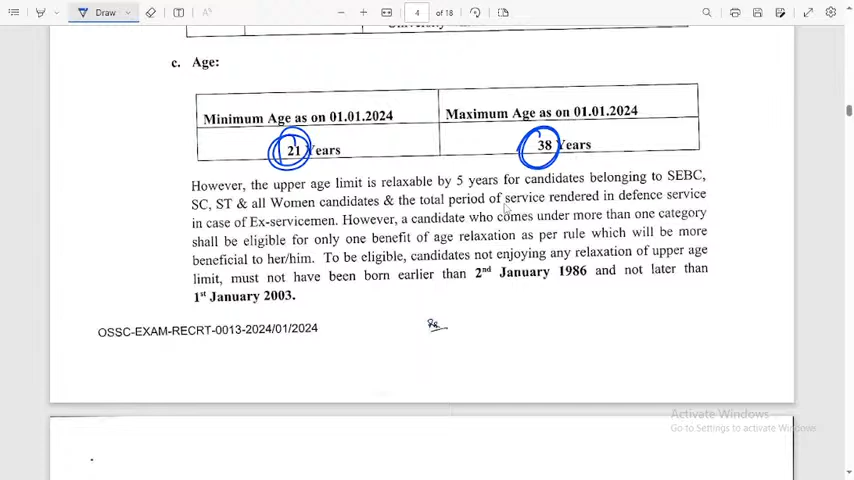 Draw
4 of 18
c. Age:
Minimum Age as on 01.01.2024
Maximum Age as on 01.01.2024
21 Years
38 Years
However, the upper age limit is relaxable by 5 years for candidates belonging to SEBC,
SC, ST & all Women candidates & the total period of service rendered in defence service
in case of Ex-servicemen. However, a candidate who comes under more than one category
shall be eligible for only one benefit of age relaxation as per rule which will be more
beneficial to her/him. To be eligible, candidates not enjoying any relaxation of upper age
limit, must not have been born earlier than 2nd January 1986 and not later than
1st January 2003.
OSSC-EXAM-RECRT-0013-2024/01/2024
Activate Windows
Go to Settings to activate Windows